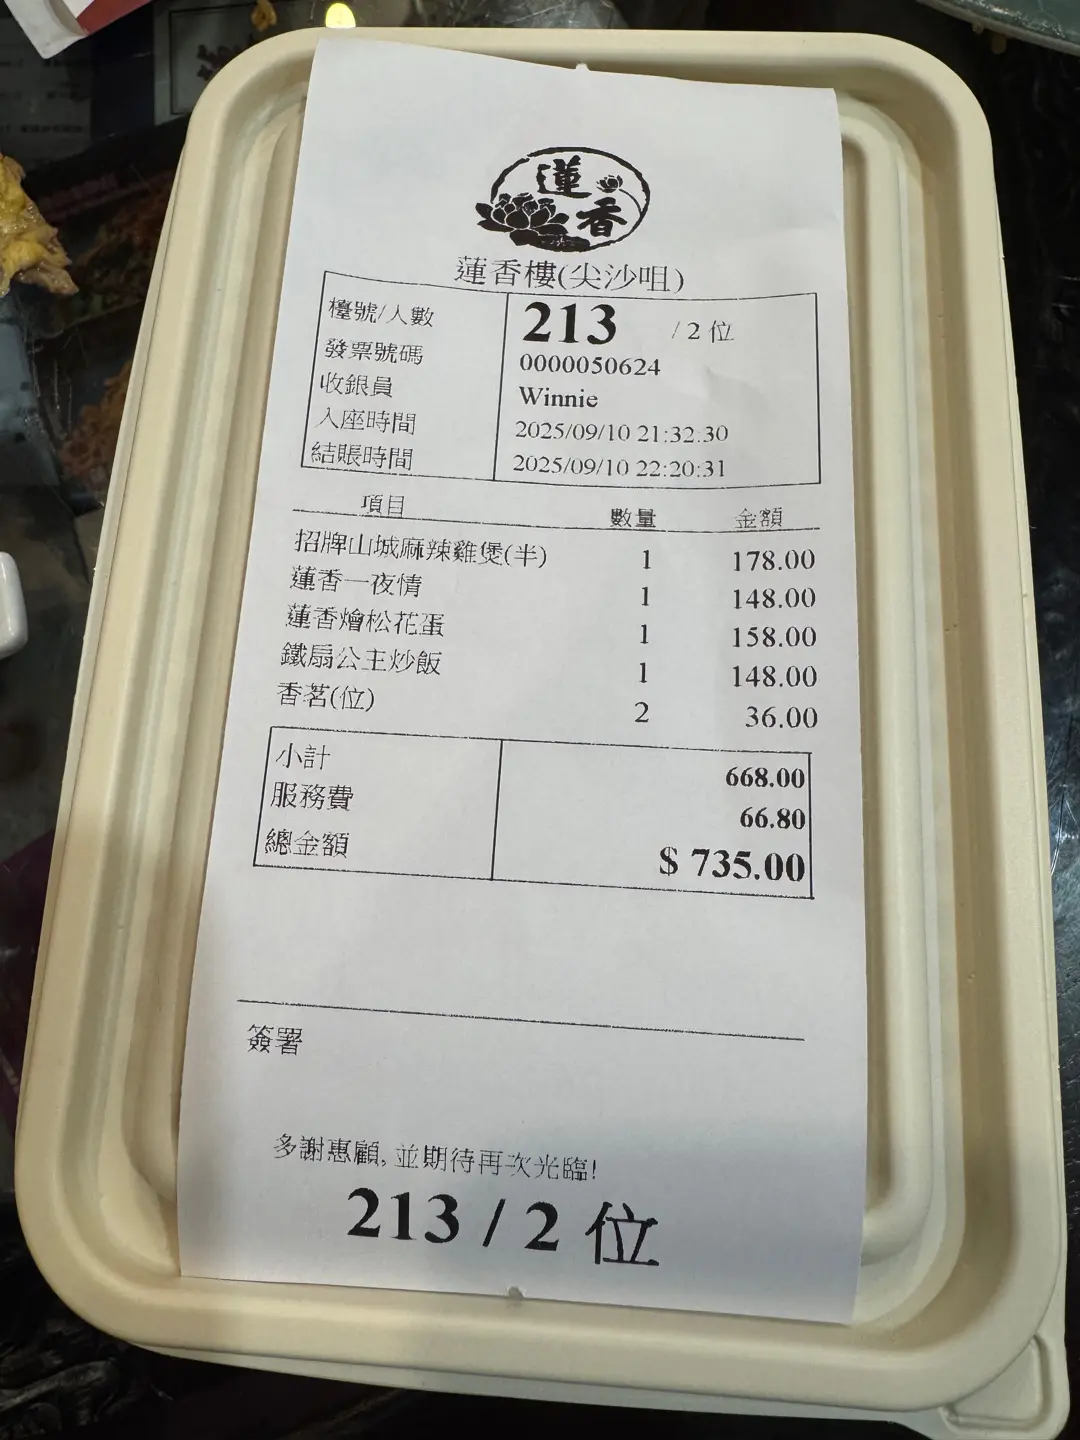 蓮香
蓮香樓(尖沙咀)
檯號/人數 213 / 2 位
發票號碼 0000050624
收銀員 Winnie
入座時間 2025/09/10 21:32:30
結賬時間 2025/09/10 22:20:31
項目 數量 金額
招牌山城麻辣雞煲(半) 1 178.00
蓮香一夜情 1 148.00
蓮香燴松花蛋 1 158.00
鐵扇公主炒飯 1 148.00
香茗(位) 2 36.00
小計 668.00
服務費 66.80
總金額 $ 735.00
簽署
多謝惠顧, 並期待再次光臨!
213 / 2 位